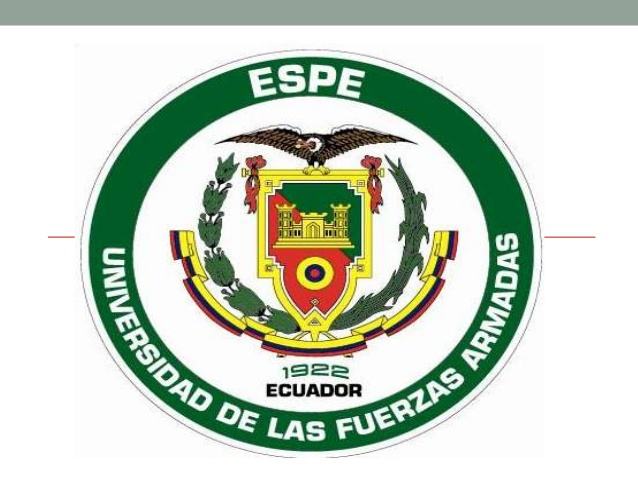 ESPE
UNIVERSIDAD DE LAS FUERZAS ARMADAS
1922
ECUADOR